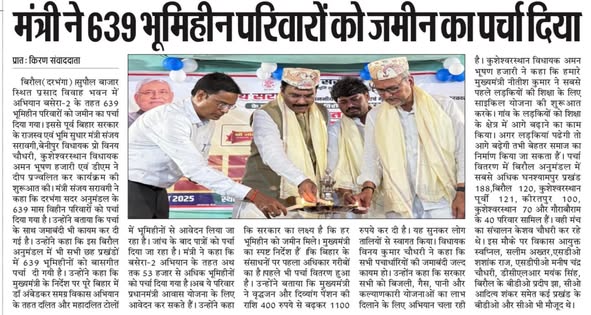 मंत्री ने 639 भूमिहीन परिवारों को जमीन का पर्चा दिया
प्रातः किरण संवाददाता
बिरौल(दरभंगा)।सुपौल बाजार
स्थित प्रसाद विवाह भवन में
अभियान बसेरा-2 के तहत 639
भूमिहीन परिवारों को जमीन का पर्चा
दिया गया। इससे पूर्व बिहार सरकार
के राजस्व एवं भूमि सुधार मंत्री संजय
सरावगी,बेनीपुर विधायक प्रो विनय
चौधरी, कुशेश्वरस्थान विधायक
अमन भूषण हजारी एवं डीएम ने
दीप प्रज्वलित कर कार्यक्रम की
शुरूआत की। मंत्री संजय सरावगी ने
कहा कि दरभंगा सदर अनुमंडल के
639 मास विहीन परिवारों को पर्चा
दिया गया है। उन्होंने बताया कि पर्चा
के साथ जमाबंदी भी कायम कर दी
गई है। उन्होंने कहा कि इस बिरौल
अनुमंडल में भी सभी छह प्रखंडों
में 639 भूमिहीनों को बासगीत
पर्चा दी गयी है। उन्होंने कहा कि
मुख्यमंत्री के निर्देश पर पूरे बिहार में
डॉ अंबेडकर समग्र विकास अभियान
के तहत दलित और महादलित टोलों
में भूमिहीनों से आवेदन लिया जा
रहा है। जांच के बाद पात्रों को पर्चा
दिया जा रहा है। मंत्री ने कहा कि
बसेरा-2 अभियान के तहत अब
तक 53 हजार से अधिक भूमिहीनों
को पर्चा दिया गया है।अब ये परिवार
प्रधानमंत्री आवास योजना के लिए
आवेदन कर सकते हैं। उन्होंने कहा
कि सरकार का लक्ष्य है कि हर
भूमिहीन को जमीन मिले। मुख्यमंत्री
का स्पष्ट निर्देश हैं कि बिहार के
संसाधनों पर पहला अधिकार गरीबों
का है।पहले भी पर्चा वितरण हुआ
है। उन्होंने बताया कि मुख्यमंत्री
ने वृद्धजन और दिव्यांग पेंशन की
राशि 400 रुपये से बढ़कर 1100
रुपये कर दी है। यह सुनकर लोग
तालियों से स्वागत किया। विधायक
विनय कुमार चौधरी ने कहा कि
सभी पर्चाधारियों को की जमाबंदी
जल्द कायम हो। उन्होंने कहा कि सरकार
सभी को बिजली, गैस, पानी और
कल्याणकारी योजनाओं का लाभ
दिलाने के लिए अभियान चला रही
है। कुशेश्वरस्थान विधायक अमन
भूषण हजारी ने कहा कि हमारे
मुख्यमंत्री नीतीश कुमार ने सबसे
पहले लड़कियों की शिक्षा के लिए
साइकिल योजना की शुरूआत
करके। गांव के लड़कियों को शिक्षा
के क्षेत्र में आगे बढ़ाने का काम
किया। अगर लड़कियां पढेगी तो
आगे बढ़ेगी तभी बेहतर समाज का
निर्माण किया जा सकता हैं। पर्चा
वितरण में बिरौल अनुमंडल में
सबसे अधिक घनश्यामपुर प्रखंड
188,बिरौल 120, कुशेश्वरस्थान
पूर्वी 121, कीरतपुर 100,
कुशेश्वरस्थान 70 और गौराबौराम
के 40 परिवार सामिल हैं। वही मंच
का संचालन केशव चौधरी कर रहे
थे। इस मौके पर विकास आयुक्त
स्वप्निल, सलीम अख्तर,एसडीओ
शशांक राज, एसडीपीओ मनीष चंद्र
चौधरी, डीसीएलआर मयंक सिंह,
बिरौल के बीडीओ प्रदीप झा, सीओ
आदित्य शंकर समेत कई प्रखंड के
बीडीओ और सीओ भी मौजूद थे।